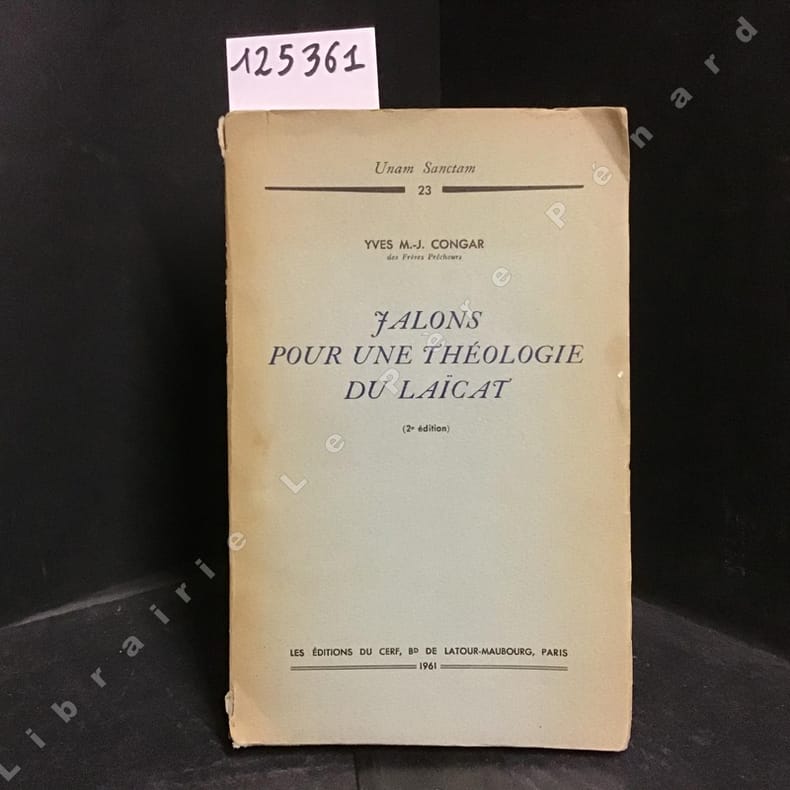 125361
Unam Sanctam
23
YVES M.-J. CONGAR
des Frères Prêcheurs
JALONS
POUR UNE THÉOLOGIE
DU LAÏCAT
(2e édition)
LES ÉDITIONS DU CERF, BD DE LATOUR-MAUBOURG, PARIS
1961
Librairie Le Père Pénard